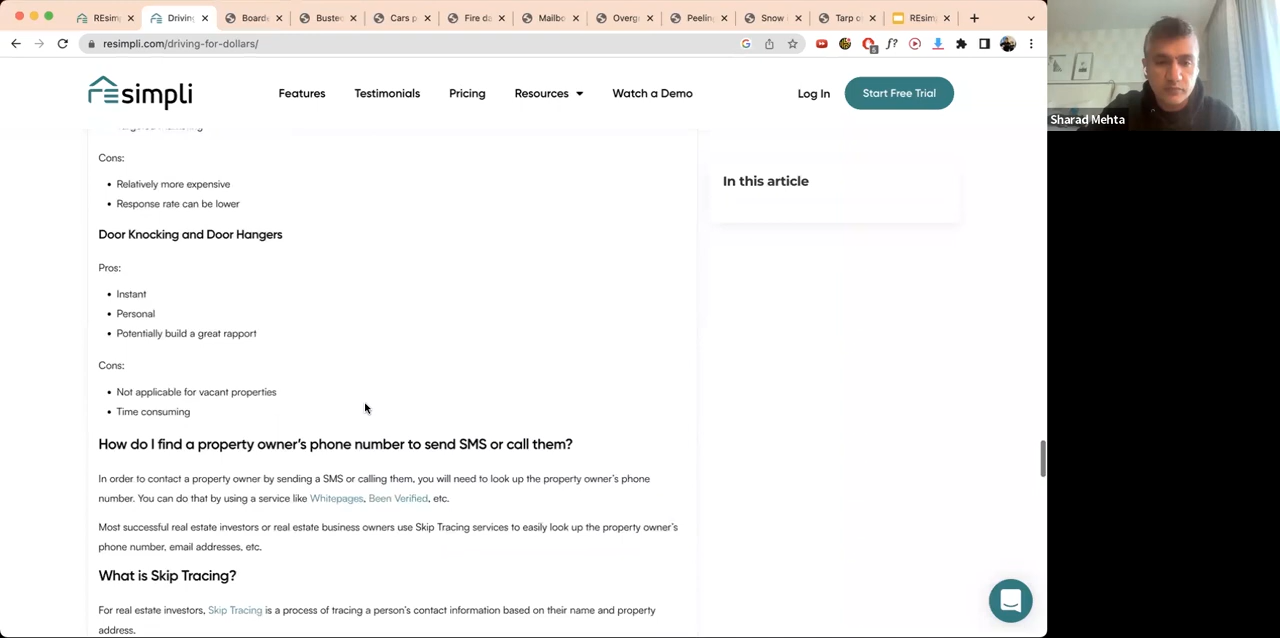 REsim
Driving
Boarde
Buste
Cars p
Fire da
Mailbo
Overg
Peeling
Snow
Tarp o
REsim
resimpli.com/driving-for-dollars/
resimpli
Features
Testimonials
Pricing
Resources
Watch a Demo
Log In
Start Free Trial
Sharad Mehta
Cons:
• Relatively more expensive
• Response rate can be lower
In this article
Door Knocking and Door Hangers
Pros:
• Instant
• Personal
• Potentially build a great rapport
Cons:
• Not applicable for vacant properties
• Time consuming
How do I find a property owner's phone number to send SMS or call them?
In order to contact a property owner by sending a SMS or calling them, you will need to look up the property owner's phone
number. You can do that by using a service like Whitepages, Been Verified, etc.
Most successful real estate investors or real estate business owners use Skip Tracing services to easily look up the property owner's
phone number, email addresses, etc.
What is Skip Tracing?
For real estate investors, Skip Tracing is a process of tracing a person's contact information based on their name and property
address.